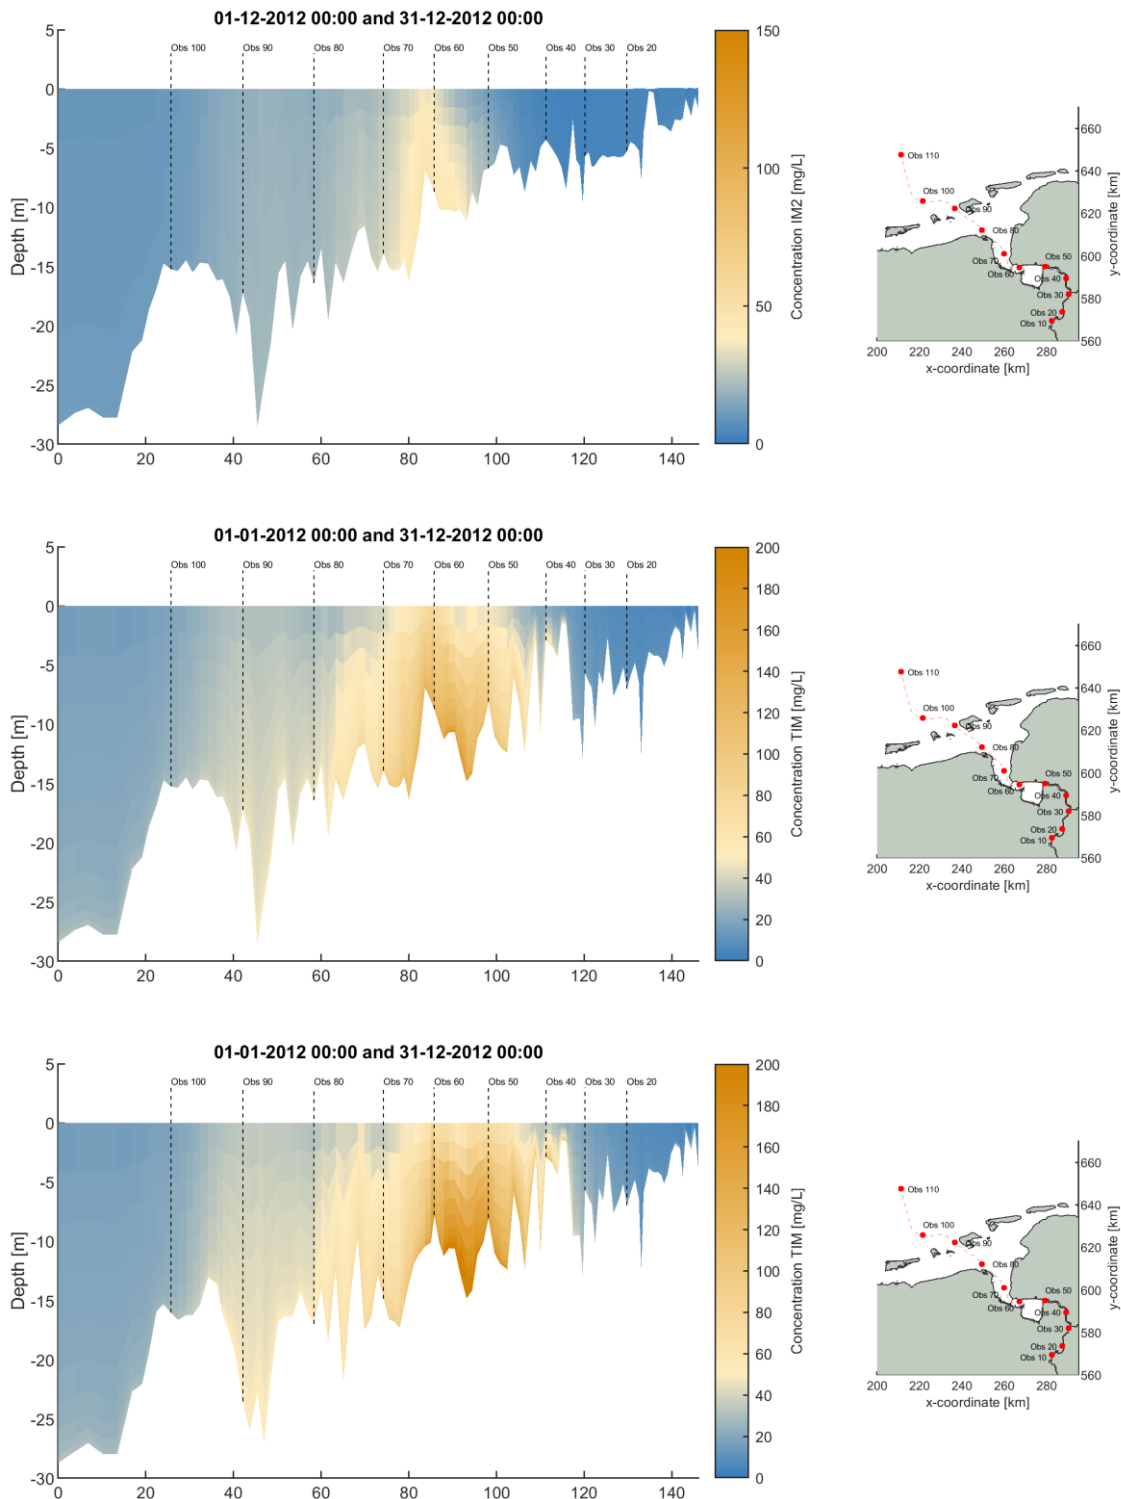 01-12-2012 00:00 and 31-12-2012 00:00
5
0
-5
-10
-15
-20
-25
-30
Depth [m]
Obs 100
Obs 90
Obs 80
Obs 70
Obs 60
Obs 50
Obs 40
Obs 30
Obs 20
0
20
40
60
80
100
120
140
150
100
50
0
Concentration IM2 [mg/L]
Obs 110
Obs 100
Obs 90
Obs 80
Obs 70
Obs 60
Obs 50
Obs 40
Obs 30
Obs 20
Obs 10
660
640
620
600
580
560
y-coordinate [km]
200
220
240
260
280
x-coordinate [km]
01-01-2012 00:00 and 31-12-2012 00:00
5
0
-5
-10
-15
-20
-25
-30
Depth [m]
Obs 100
Obs 90
Obs 80
Obs 70
Obs 60
Obs 50
Obs 40
Obs 30
Obs 20
0
20
40
60
80
100
120
140
200
180
160
140
120
100
80
60
40
20
0
Concentration TIM [mg/L]
Obs 110
Obs 100
Obs 90
Obs 80
Obs 70
Obs 60
Obs 50
Obs 40
Obs 30
Obs 20
Obs 10
660
640
620
600
580
560
y-coordinate [km]
200
220
240
260
280
x-coordinate [km]
01-01-2012 00:00 and 31-12-2012 00:00
5
0
-5
-10
-15
-20
-25
-30
Depth [m]
Obs 100
Obs 90
Obs 80
Obs 70
Obs 60
Obs 50
Obs 40
Obs 30
Obs 20
0
20
40
60
80
100
120
140
200
180
160
140
120
100
80
60
40
20
0
Concentration TIM [mg/L]
Obs 110
Obs 100
Obs 90
Obs 80
Obs 70
Obs 60
Obs 50
Obs 40
Obs 30
Obs 20
Obs 10
660
640
620
600
580
560
y-coordinate [km]
200
220
240
260
280
x-coordinate [km]